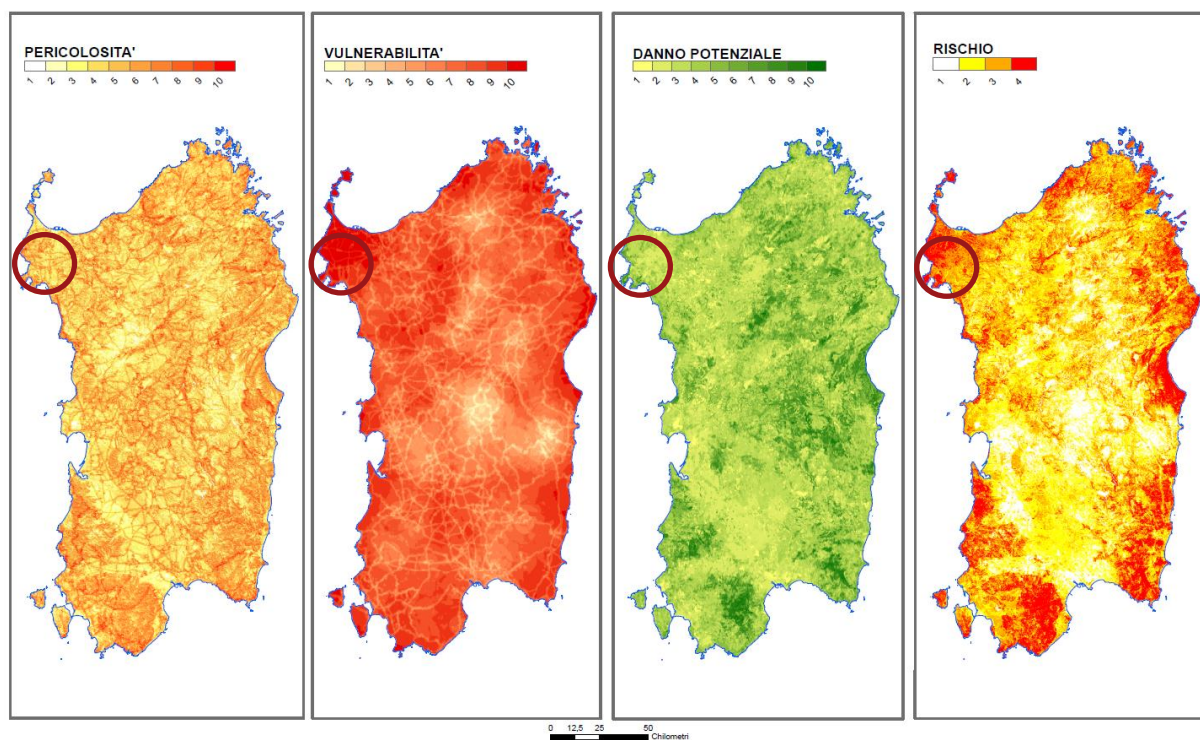 PERICOLOSITA'
1 2 3 4 5 6 7 8 9 10
VULNERABILITA'
1 2 3 4 5 6 7 8 9 10
DANNO POTENZIALE
1 2 3 4 5 6 7 8 9 10
RISCHIO
1 2 3 4
0 12,5 25 50
Chilometri